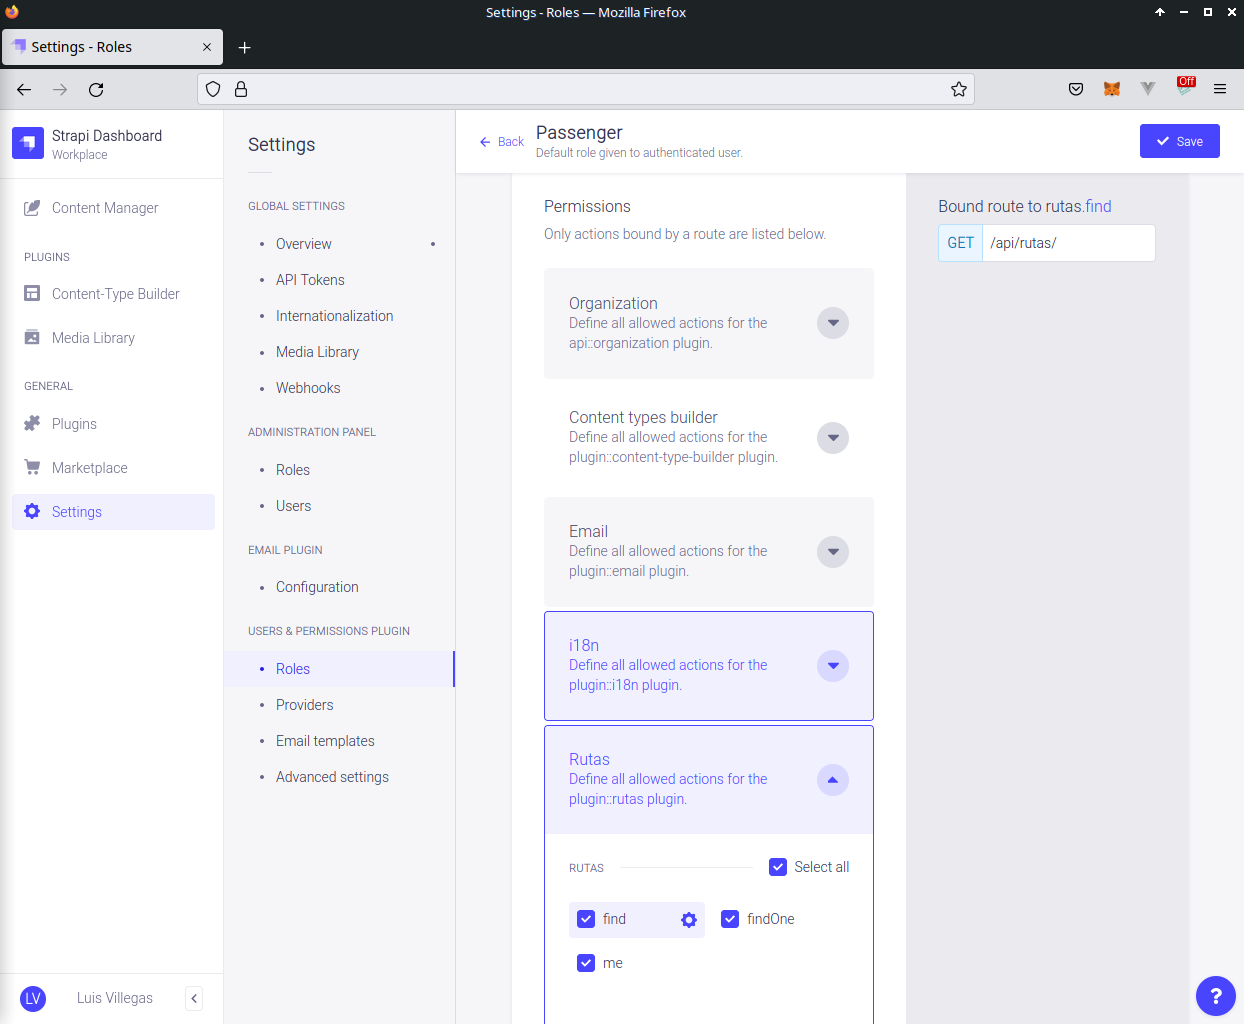 Settings - Roles — Mozilla Firefox
Settings - Roles
Off
Strapi Dashboard
Workplace
Content Manager
PLUGINS
Content-Type Builder
Media Library
GENERAL
Plugins
Marketplace
Settings
LV
Luis Villegas
Settings
GLOBAL SETTINGS
Overview
API Tokens
Internationalization
Media Library
Webhooks
ADMINISTRATION PANEL
Roles
Users
EMAIL PLUGIN
Configuration
USERS & PERMISSIONS PLUGIN
Roles
Providers
Email templates
Advanced settings
Back
Passenger
Default role given to authenticated user.
Save
Permissions
Only actions bound by a route are listed below.
Organization
Define all allowed actions for the
api::organization plugin.
Content types builder
Define all allowed actions for the
plugin::content-type-builder plugin.
Email
Define all allowed actions for the
plugin::email plugin.
i18n
Define all allowed actions for the
plugin::i18n plugin.
Rutas
Define all allowed actions for the
plugin::rutas plugin.
RUTAS
Select all
find
findOne
me
Bound route to rutas.find
GET /api/rutas/
?